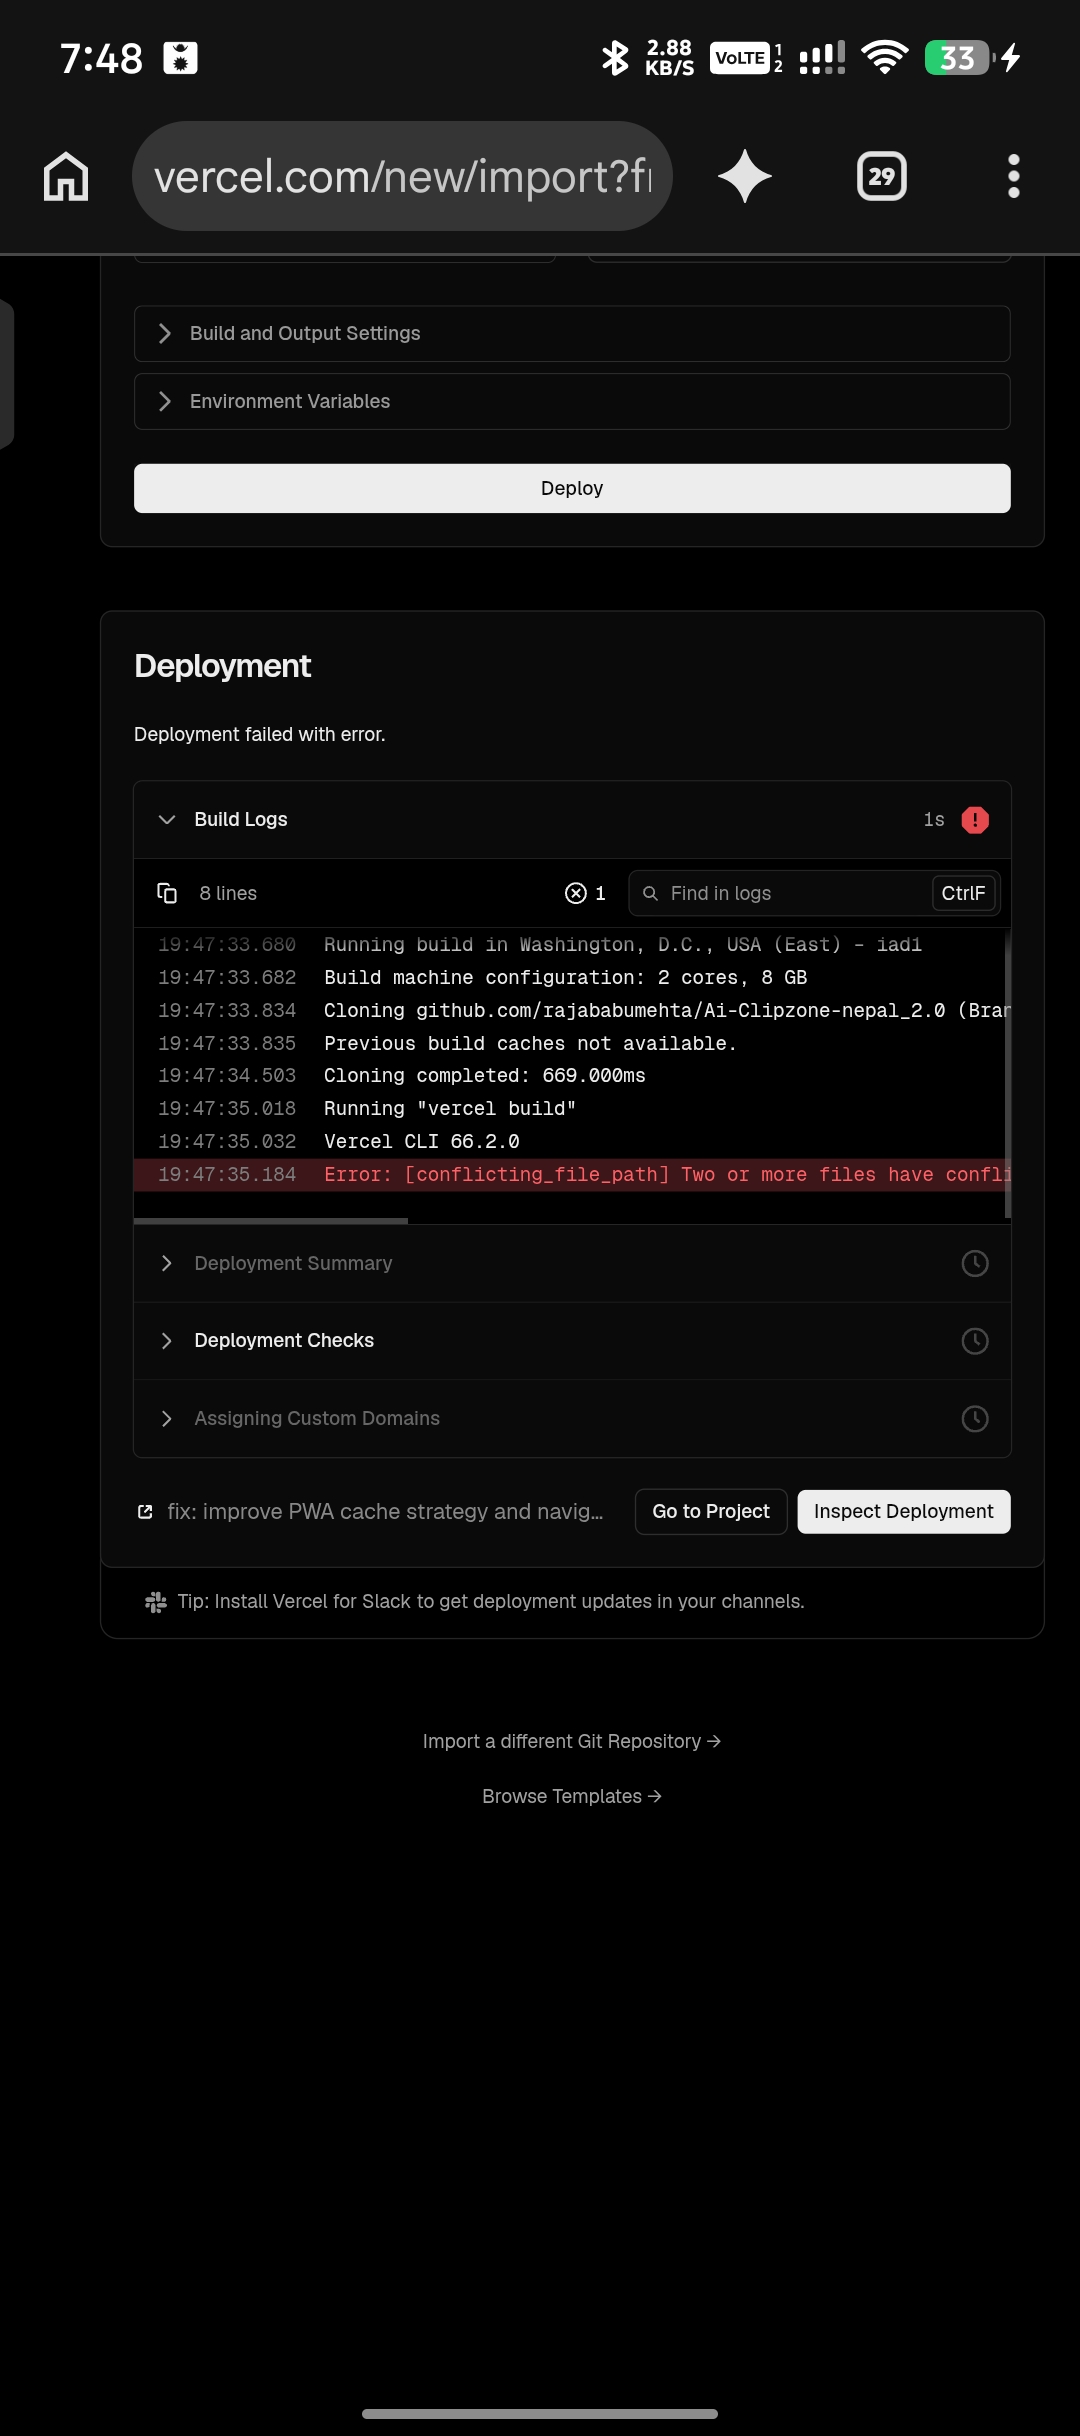 7:48
2.88
KB/S
VoLTE 1
2
33
vercel.com/new/import?f
29
Build and Output Settings
Environment Variables
Deploy
Deployment
Deployment failed with error.
Build Logs
1s
8 lines
1
Find in logs
CtrlF
19:47:33.680 Running build in Washington, D.C., USA (East) – iad1
19:47:33.682 Build machine configuration: 2 cores, 8 GB
19:47:33.834 Cloning github.com/rajababumehta/Ai-Clipzone-nepal_2.0 (Bran
19:47:33.835 Previous build caches not available.
19:47:34.503 Cloning completed: 669.000ms
19:47:35.018 Running "vercel build"
19:47:35.032 Vercel CLI 66.2.0
19:47:35.184 Error: [conflicting_file_path] Two or more files have confli
Deployment Summary
Deployment Checks
Assigning Custom Domains
fix: improve PWA cache strategy and navig...
Go to Project
Inspect Deployment
Tip: Install Vercel for Slack to get deployment updates in your channels.
Import a different Git Repository →
Browse Templates →